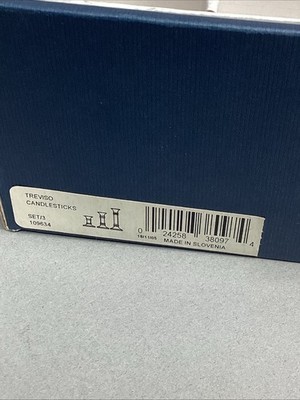 TREVISO
CANDLESTICKS
SET/3
109634
0 24258 38097 4
MADE IN SLOVENIA